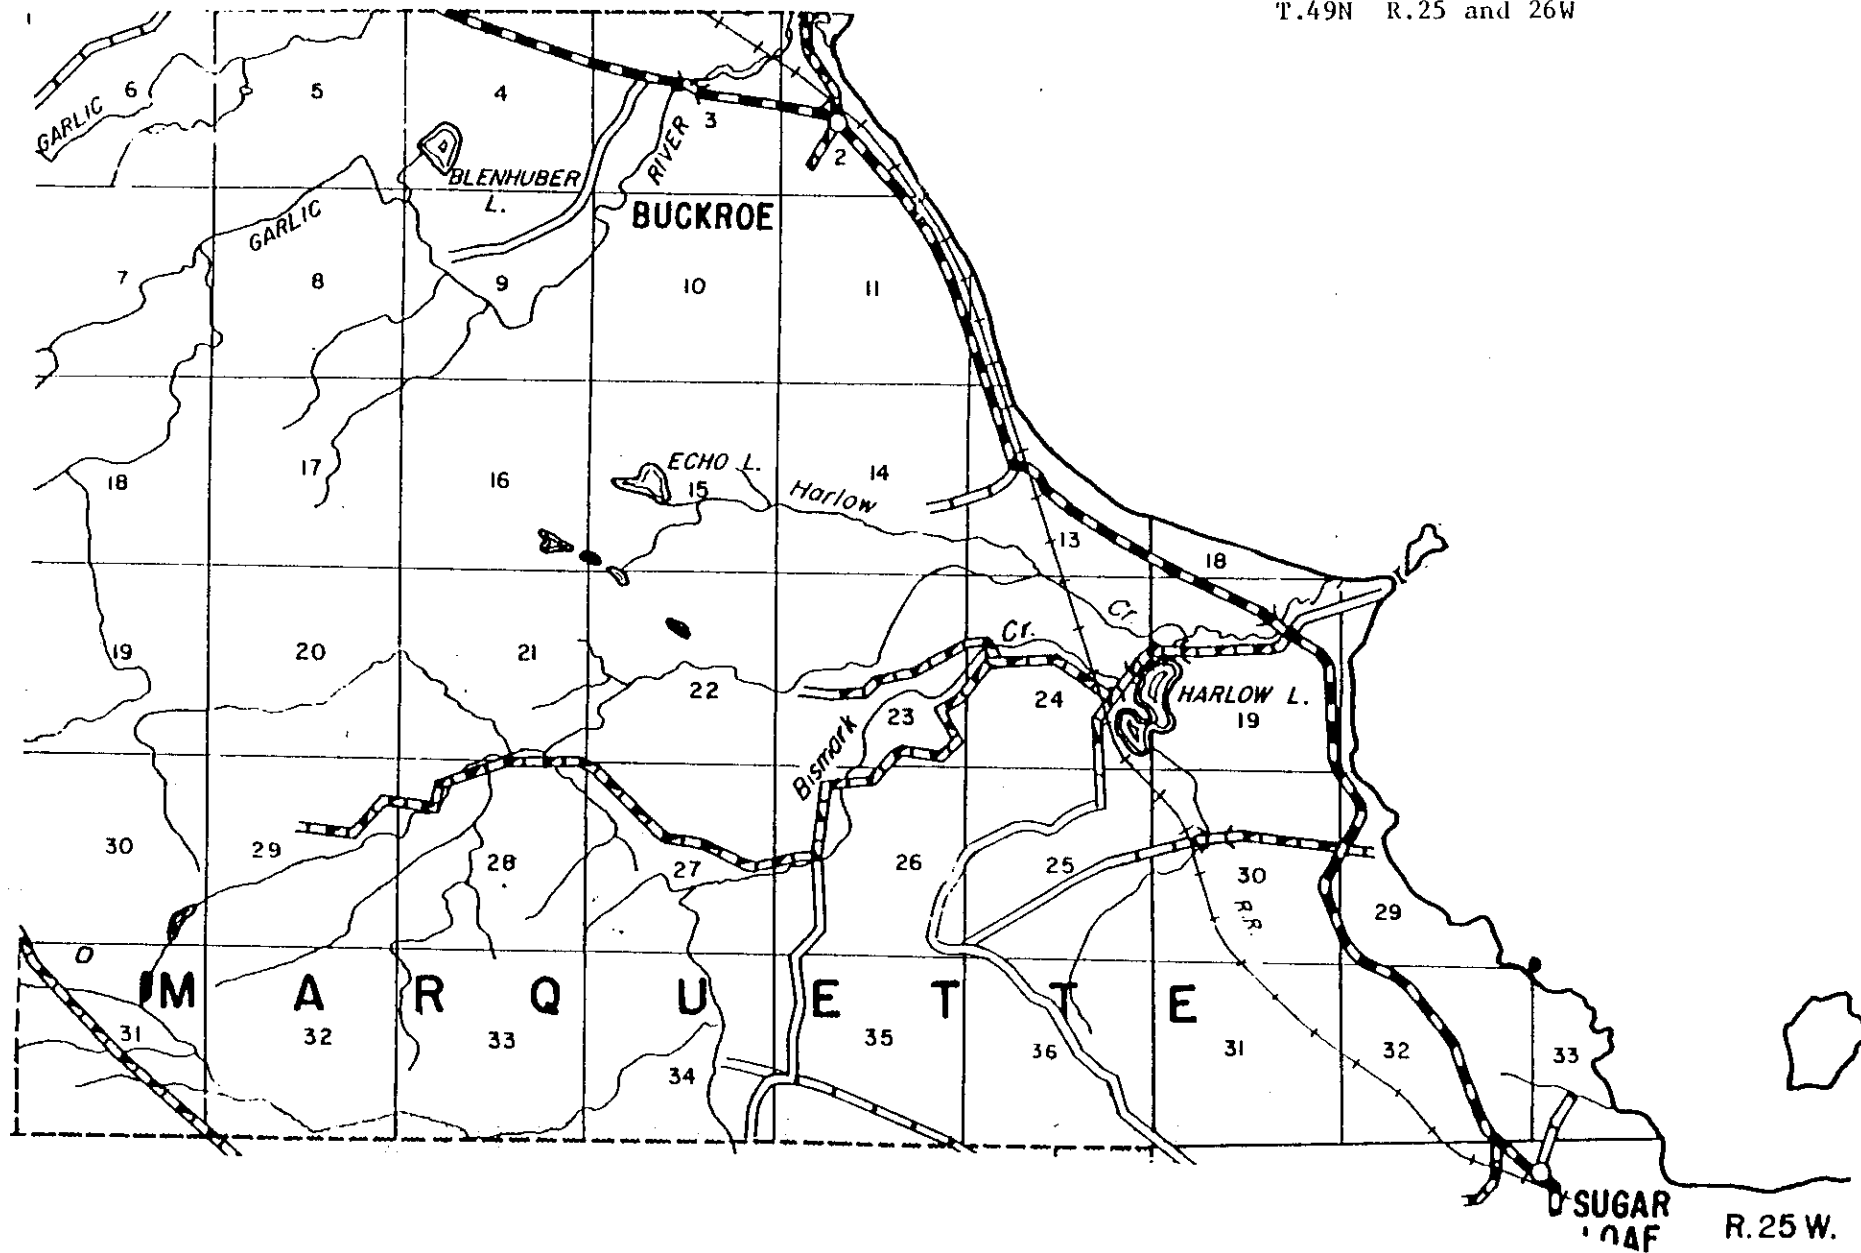 T.49N R.25 and 26W
6
5
4
3
2
GARLIC
RIVER
BLENHUBER
L.
BUCKROE
GARLIC
7
8
9
10
11
18
17
16
ECHO L.
15
14
Harlow
13
18
Cr.
Cr.
19
20
21
22
23
24
HARLOW L.
19
Bismark
30
29
28
27
26
25
30
R.R.
29
MARQUETTE
31
32
33
34
35
36
31
32
33
SUGAR
LOAF
R.25W.